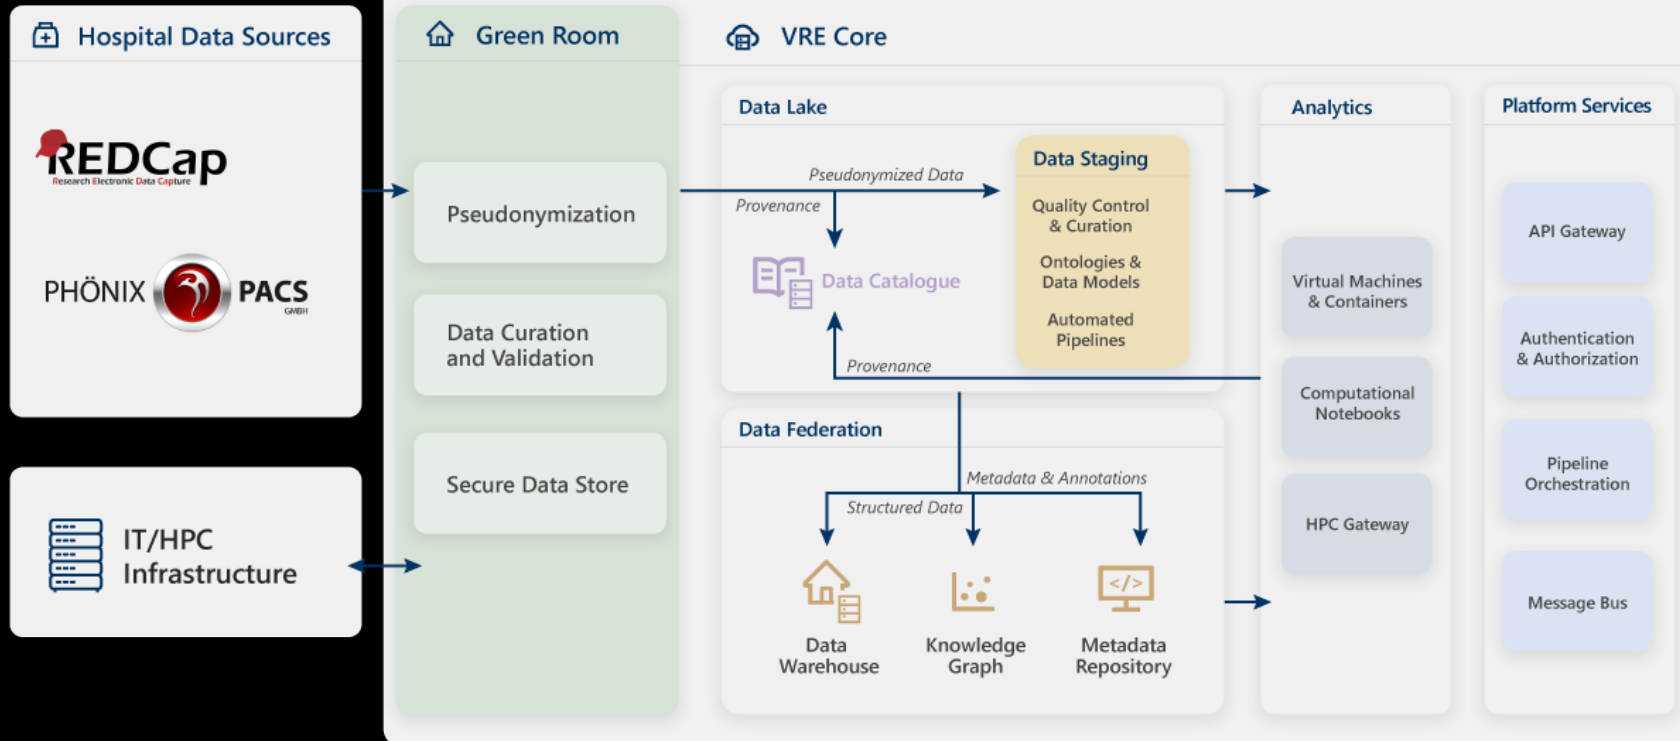 Hospital Data Sources
REDCap
Research Electronic Data Capture
PHÖNIX PACS
GMBH
IT/HPC
Infrastructure
Green Room
Pseudonymization
Data Curation
and Validation
Secure Data Store
VRE Core
Data Lake
Pseudonymized Data
Provenance
Data Catalogue
Provenance
Data Staging
Quality Control
& Curation
Ontologies &
Data Models
Automated
Pipelines
Data Federation
Metadata & Annotations
Structured Data
</>
Data
Warehouse
Knowledge
Graph
Metadata
Repository
Analytics
Virtual Machines
& Containers
Computational
Notebooks
HPC Gateway
Platform Services
API Gateway
Authentication
& Authorization
Pipeline
Orchestration
Message Bus